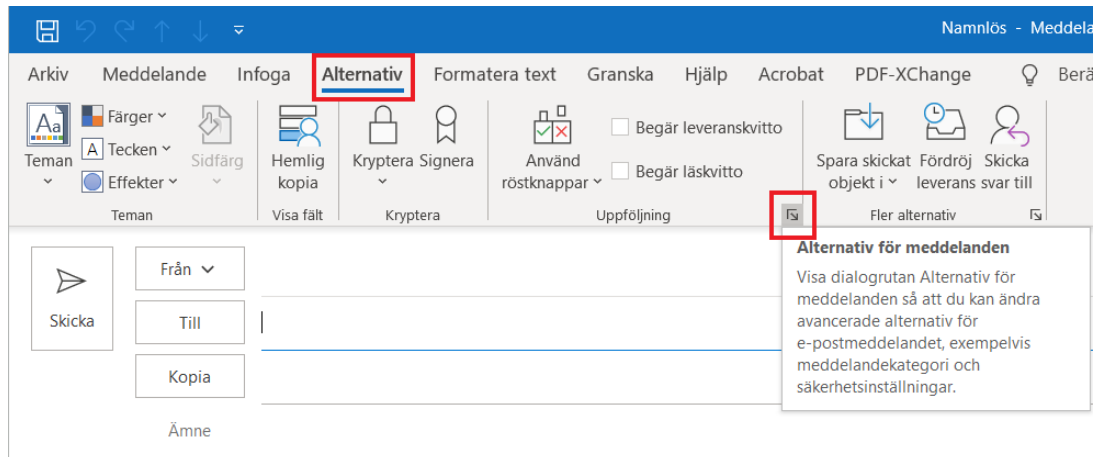 Namnlös - Meddela
Arkiv Meddelande Infoga Alternativ Formatera text Granska Hjälp Acrobat PDF-XChange Berä
Aa
Teman
Färger
A Tecken
Effekter
Sidfärg
Teman
Hemlig
kopia
Visa fält
Kryptera Signera
Kryptera
Använd
röstknappar
Begär leveranskvitto
Begär läskvitto
Uppföljning
Spara skickat
objekt i
Fördröj
leverans
Skicka
svar till
Fler alternativ
Alternativ för meddelanden
Visa dialogrutan Alternativ för
meddelanden så att du kan ändra
avancerade alternativ för
e-postmeddelandet, exempelvis
meddelandekategori och
säkerhetsinställningar.
Skicka
Från
Till
Kopia
Ämne